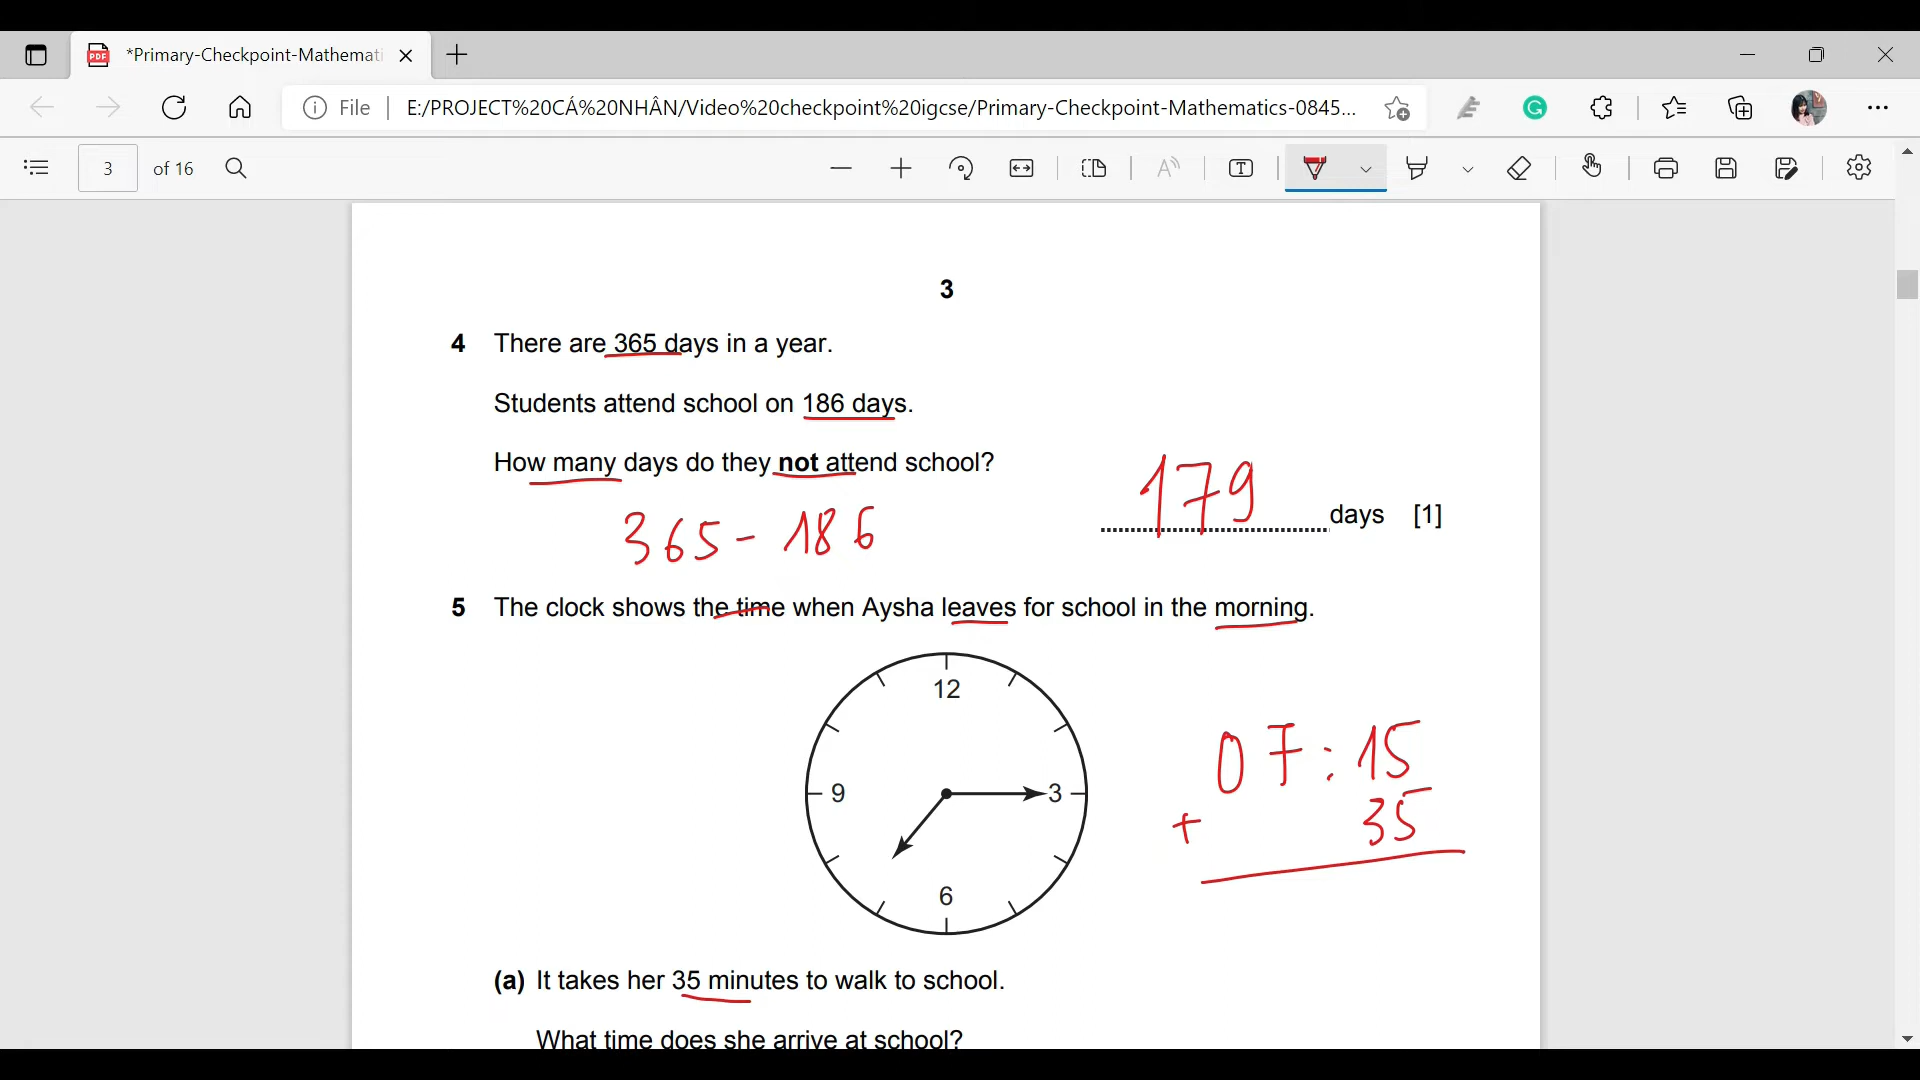 *Primary-Checkpoint-Mathemati
File E:/PROJECT%20CÁ%20NHÂN/Video%20checkpoint%20igcse/Primary-Checkpoint-Mathematics-0845...
3 of 16
3
4 There are 365 days in a year.
Students attend school on 186 days.
How many days do they not attend school?
179
365 - 186
days [1]
5 The clock shows the time when Aysha leaves for school in the morning.
12
9
3
6
07:15
+ 35
(a) It takes her 35 minutes to walk to school.
What time does she arrive at school?